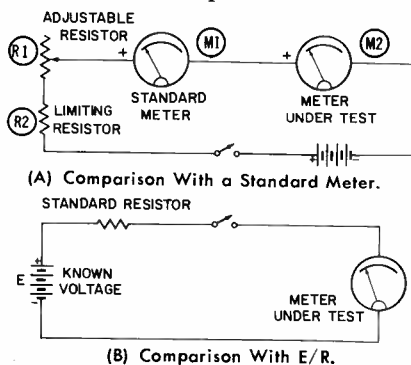 ADJUSTABLE
RESISTOR
R1
+
M1
+
M2
STANDARD
METER
METER
UNDER TEST
R2
LIMITING
RESISTOR
+
(A) Comparison With a Standard Meter.
STANDARD RESISTOR
+
E
KNOWN
VOLTAGE
-
METER
UNDER TEST
(B) Comparison With E/R.